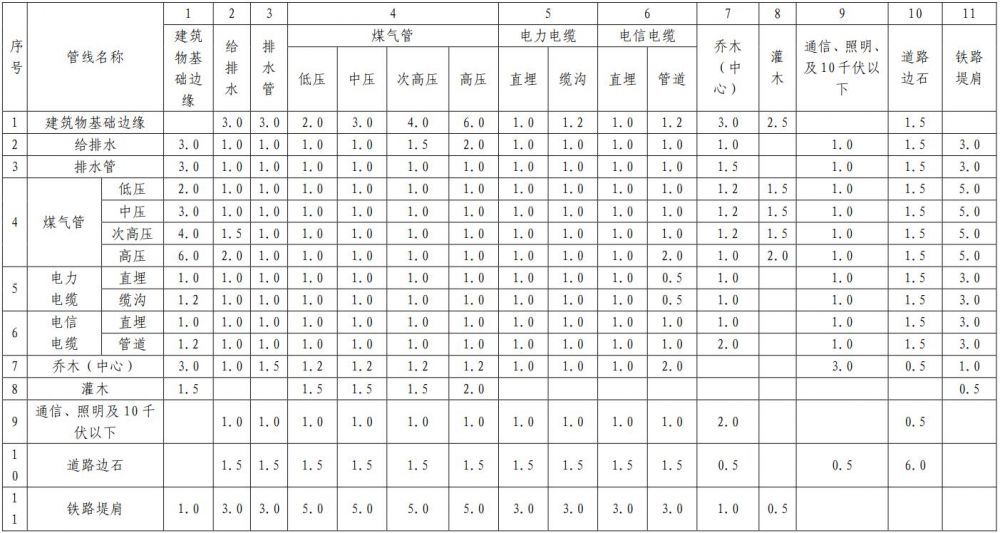 1 2 3 4 5 6 7 8 9 10 11
序号 管线名称 建筑物基础边缘 给排水 排水管 煤气管 电力电缆 电信电缆 乔木（中心） 灌木 通信、照明、及10千伏以下 道路边石 铁路堤肩
低压 中压 次高压 高压 直埋 缆沟 直埋 管道
1 建筑物基础边缘 3.0 3.0 2.0 3.0 4.0 6.0 1.0 1.2 1.0 1.2 3.0 2.5 1.5
2 给排水 3.0 1.0 1.0 1.0 1.0 1.5 2.0 1.0 1.0 1.0 1.0 1.0 1.0 1.5 3.0
3 排水管 3.0 1.0 1.0 1.0 1.0 1.0 1.0 1.0 1.0 1.0 1.0 1.5 1.0 1.5 3.0
4 煤气管 低压 2.0 1.0 1.0 1.0 1.0 1.0 1.0 1.0 1.0 1.0 1.0 1.2 1.5 1.0 1.5 5.0
中压 3.0 1.0 1.0 1.0 1.0 1.0 1.0 1.0 1.0 1.0 1.0 1.2 1.5 1.0 1.5 5.0
次高压 4.0 1.5 1.0 1.0 1.0 1.0 1.0 1.0 1.0 1.0 1.0 1.2 1.5 1.0 1.5 5.0
高压 6.0 2.0 1.0 1.0 1.0 1.0 1.0 1.0 1.0 1.0 2.0 1.0 2.0 1.0 1.5 5.0
5 电力电缆 直埋 1.0 1.0 1.0 1.0 1.0 1.0 1.0 1.0 1.0 1.0 0.5 1.0 1.0 1.5 3.0
缆沟 1.2 1.0 1.0 1.0 1.0 1.0 1.0 1.0 1.0 1.0 0.5 1.0 1.0 1.5 3.0
6 电信电缆 直埋 1.0 1.0 1.0 1.0 1.0 1.0 1.0 1.0 1.0 1.0 1.0 1.0 1.0 1.5 3.0
管道 1.2 1.0 1.0 1.0 1.0 1.0 1.0 1.0 1.0 1.0 1.0 2.0 1.0 1.5 3.0
7 乔木（中心） 3.0 1.0 1.5 1.2 1.2 1.2 1.2 1.0 1.0 1.0 2.0 3.0 0.5 1.0
8 灌木 1.5 1.5 1.5 1.5 2.0 0.5
9 通信、照明及10千伏以下 1.0 1.0 1.0 1.0 1.0 1.0 1.0 1.0 1.0 1.0 2.0 0.5
10 道路边石 1.5 1.5 1.5 1.5 1.5 1.5 1.5 1.5 1.5 1.5 0.5 0.5 6.0
11 铁路堤肩 1.0 3.0 3.0 5.0 5.0 5.0 5.0 3.0 3.0 3.0 3.0 1.0 0.5